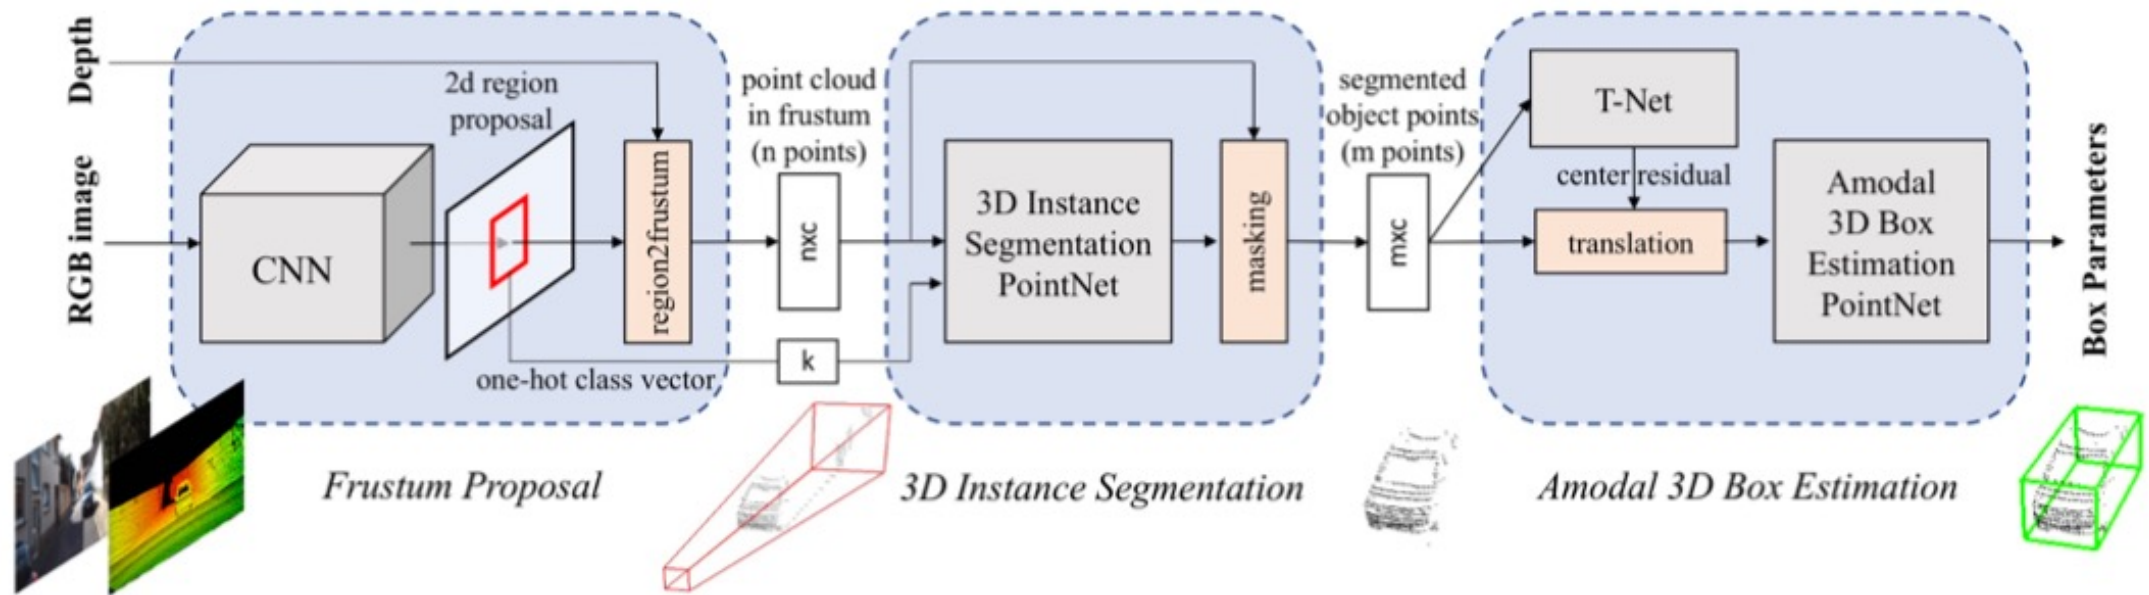 Depth
RGB image
CNN
2d region
proposal
region2frustum
one-hot class vector
point cloud
in frustum
(n points)
nxc
k
3D Instance
Segmentation
PointNet
masking
segmented
object points
(m points)
mxc
T-Net
center residual
translation
Amodal
3D Box
Estimation
PointNet
Box Parameters
Frustum Proposal
3D Instance Segmentation
Amodal 3D Box Estimation